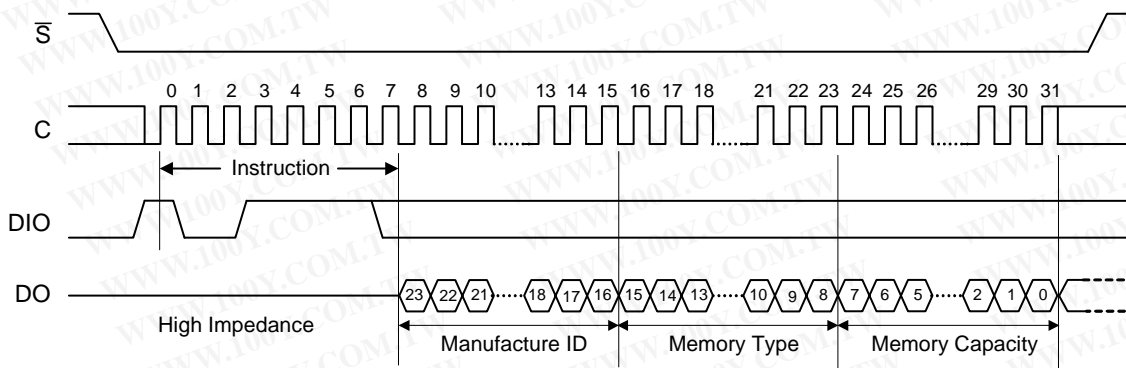 S
0 1 2 3 4 5 6 7 8 9 10 13 14 15 16 17 18 21 22 23 24 25 26 29 30 31
C
Instruction
DIO
DO
23 22 21 18 17 16 15 14 13 10 9 8 7 6 5 2 1 0
High Impedance
Manufacture ID
Memory Type
Memory Capacity
WWW.100Y.COM.TW